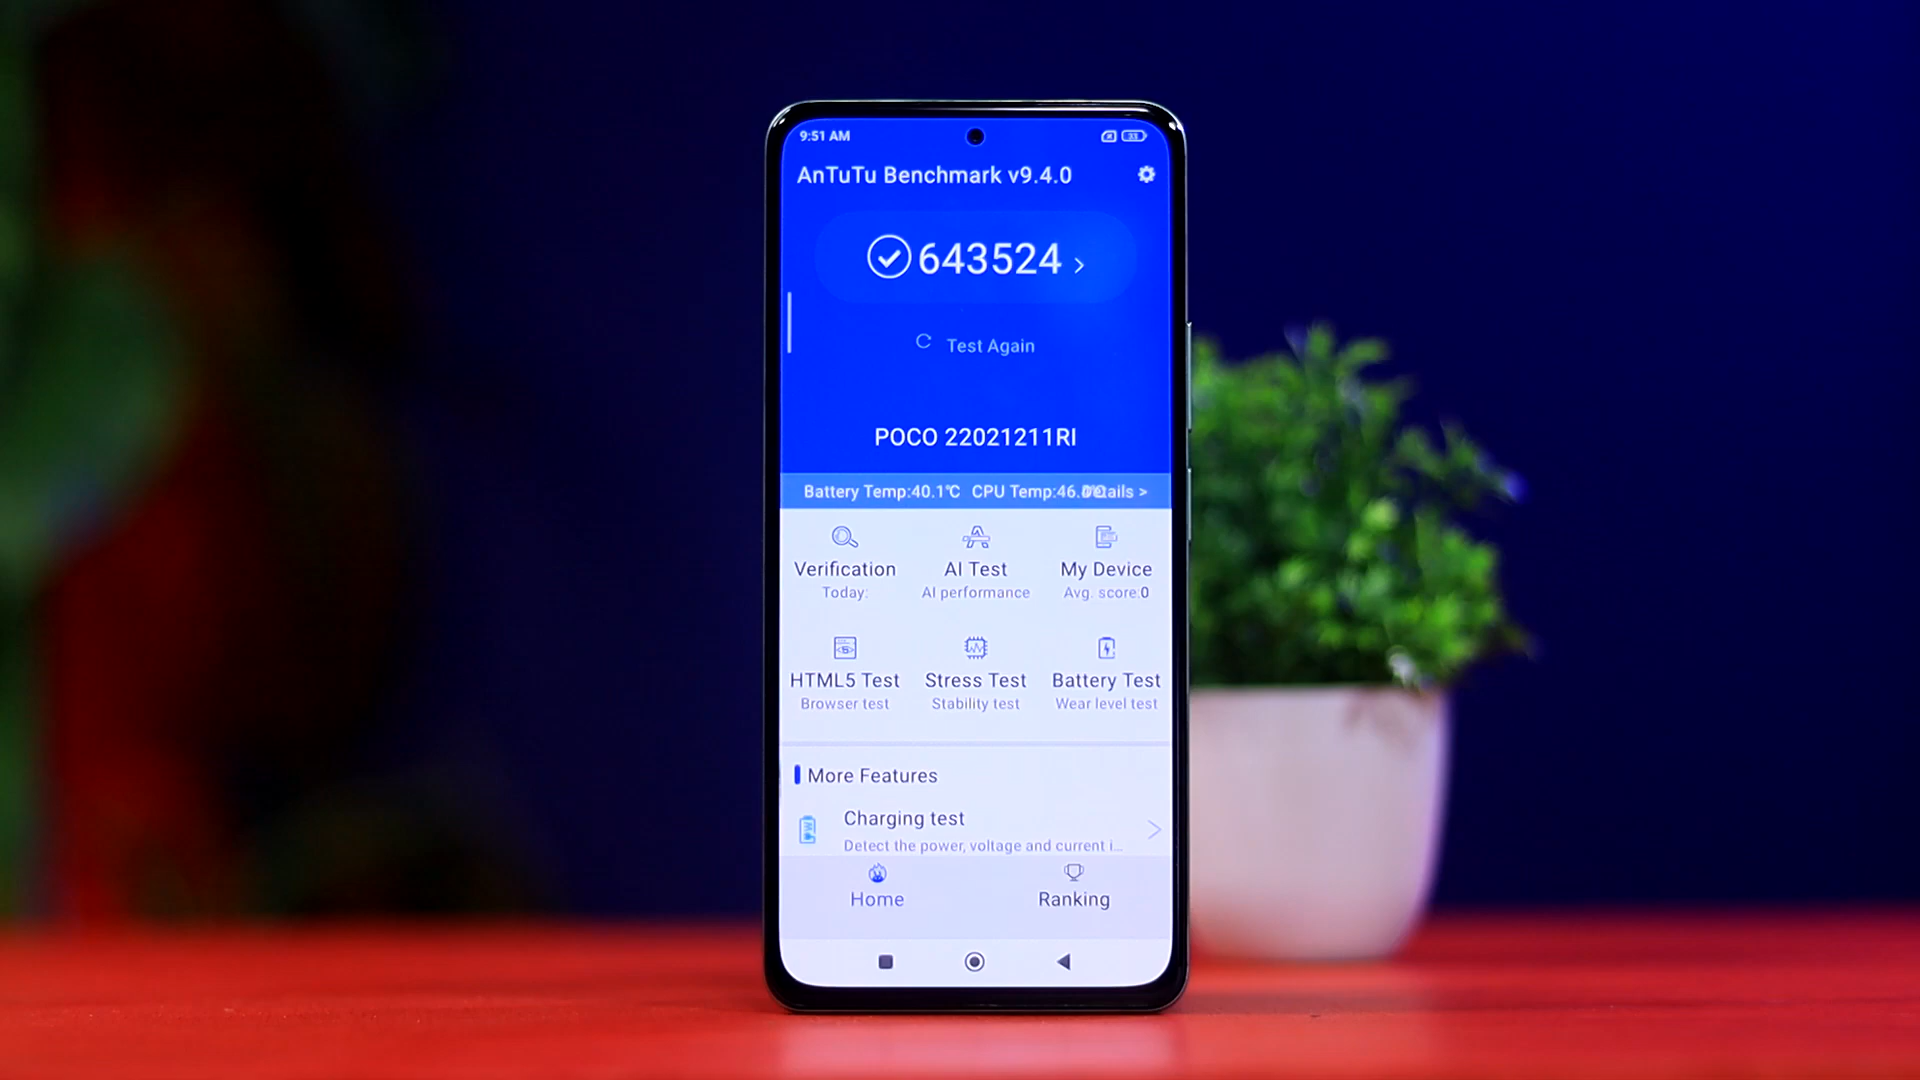 9:51 AM
33
AnTuTu Benchmark v9.4.0
643524 >
Test Again
POCO 22021211RI
Battery Temp:40.1℃ CPU Temp:46. Details >
Verification AI Test My Device
Today: AI performance Avg. score:0
HTML5 Test Stress Test Battery Test
Browser test Stability test Wear level test
More Features
Charging test
Detect the power, voltage and current i...
Home Ranking